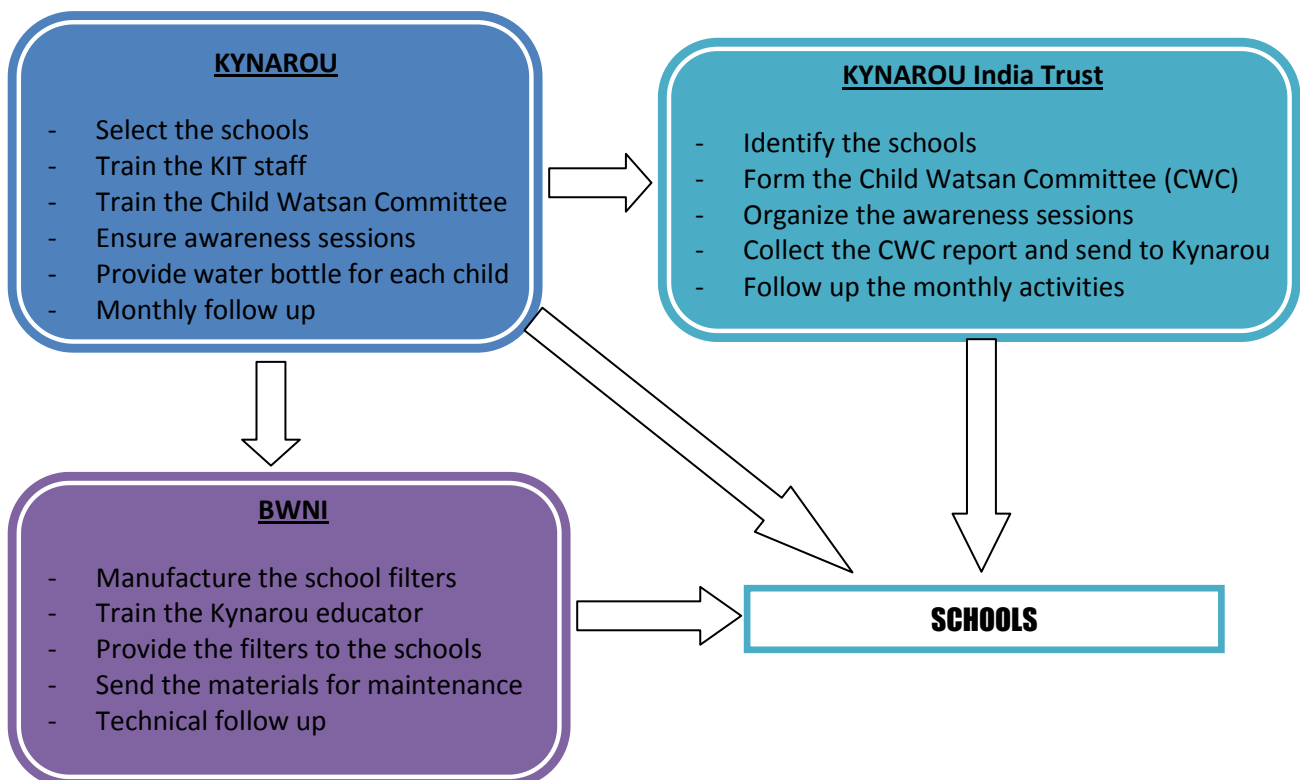 KYNAROU
- Select the schools
- Train the KIT staff
- Train the Child Watsan Committee
- Ensure awareness sessions
- Provide water bottle for each child
- Monthly follow up
KYNAROU India Trust
- Identify the schools
- Form the Child Watsan Committee (CWC)
- Organize the awareness sessions
- Collect the CWC report and send to Kynarou
- Follow up the monthly activities
BWNI
- Manufacture the school filters
- Train the Kynarou educator
- Provide the filters to the schools
- Send the materials for maintenance
- Technical follow up
SCHOOLS